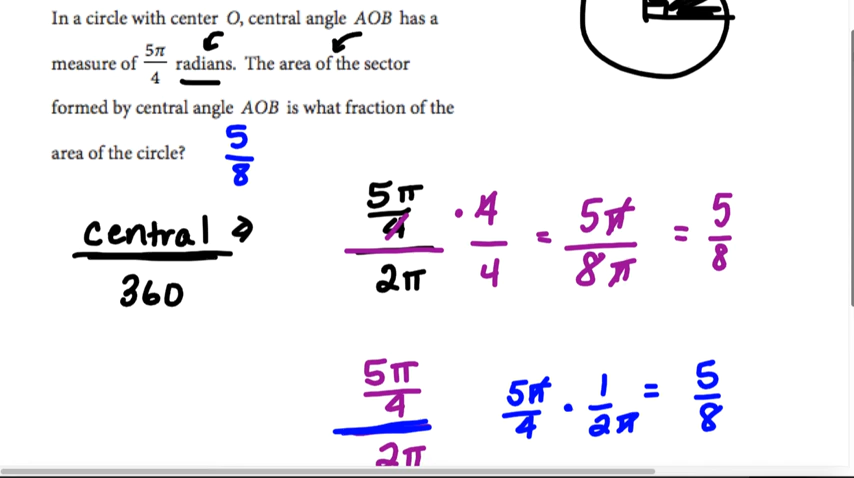 In a circle with center O, central angle AOB has a
measure of 5π/4 radians. The area of the sector
formed by central angle AOB is what fraction of the
area of the circle? 5/8
central →
360
5π/4 / 2π · 4/4 = 5π/8π = 5/8
5π/4 / 2π
5π/4 · 1/2π = 5/8